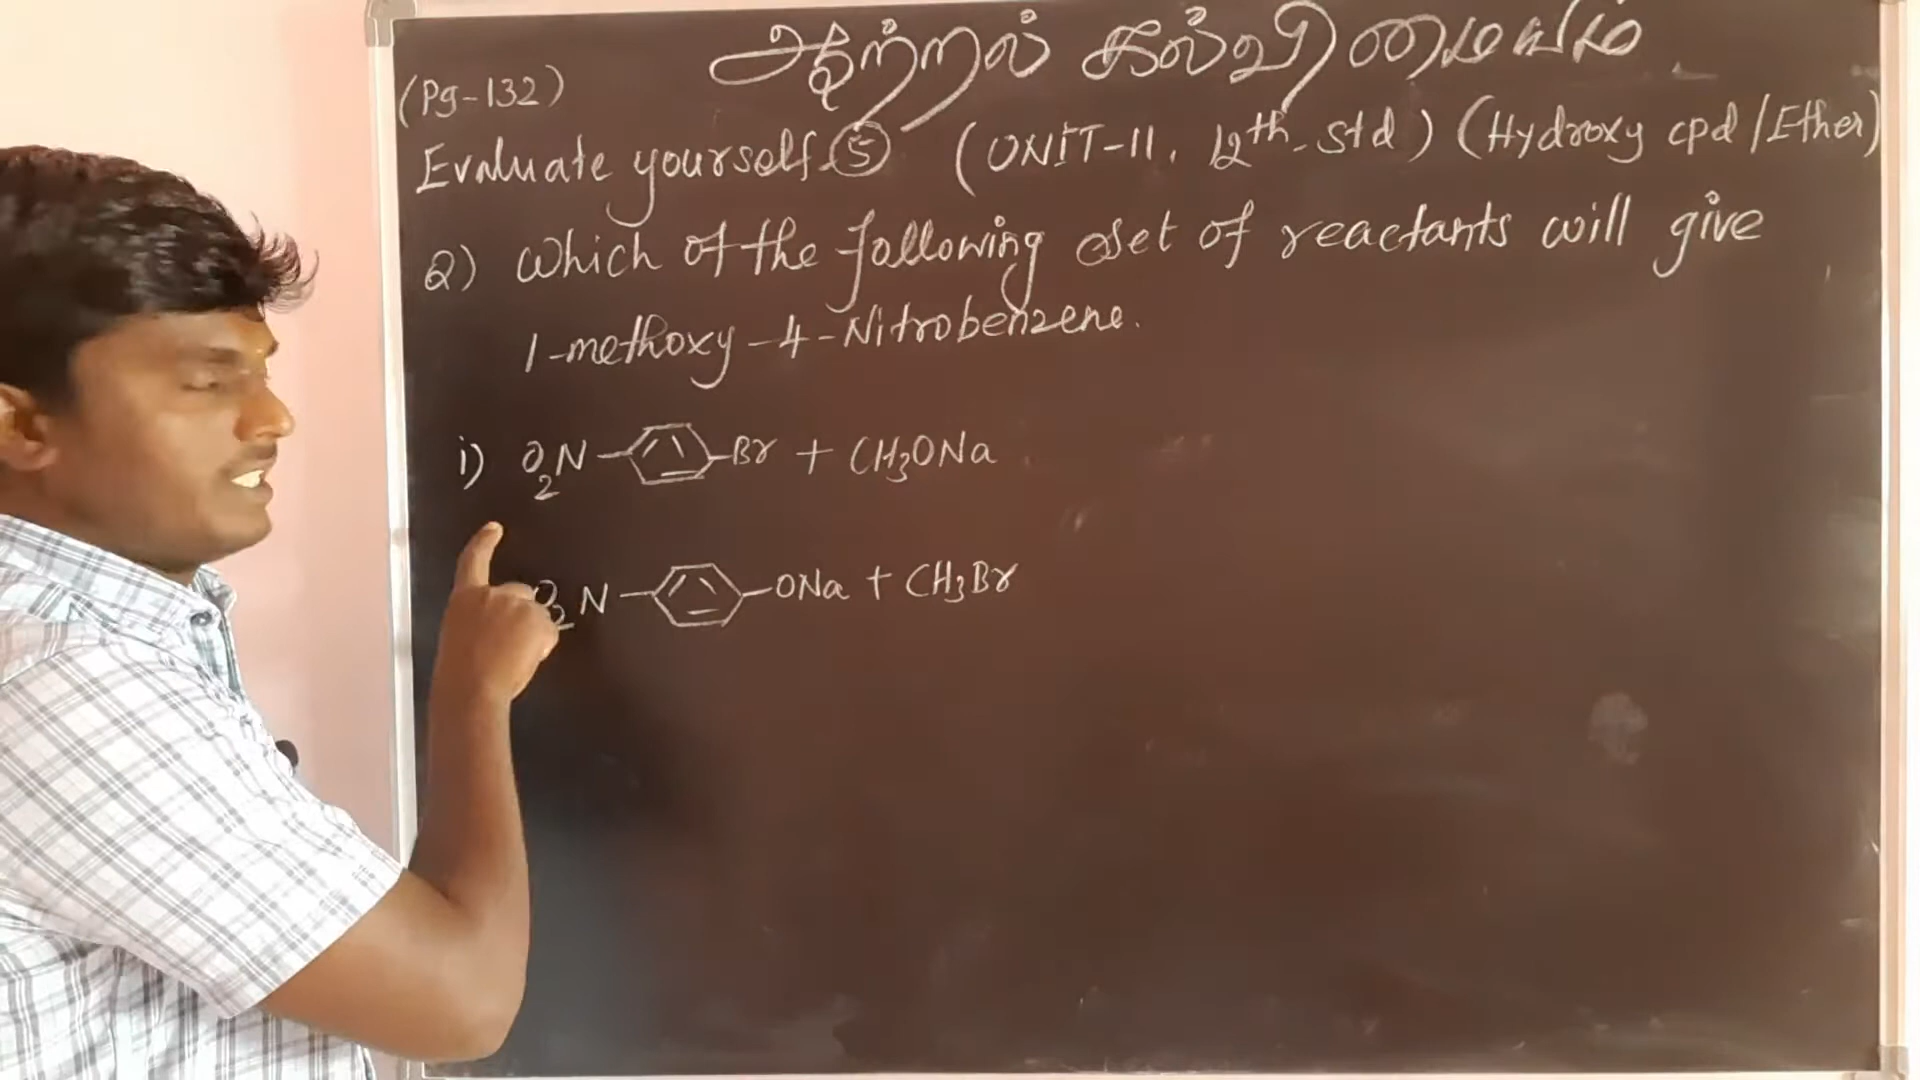 ஆற்றல் கல்வி மையம்
(Pg-132)
Evaluate yourself. 5 (UNIT-11, 12th-std) (Hydroxy cpd/Ether)
2) Which of the following set of reactants will give
1-methoxy-4-Nitrobenzene.
i) O₂N- -Br + CH₃ONa
O₂N- -ONa + CH₃Br